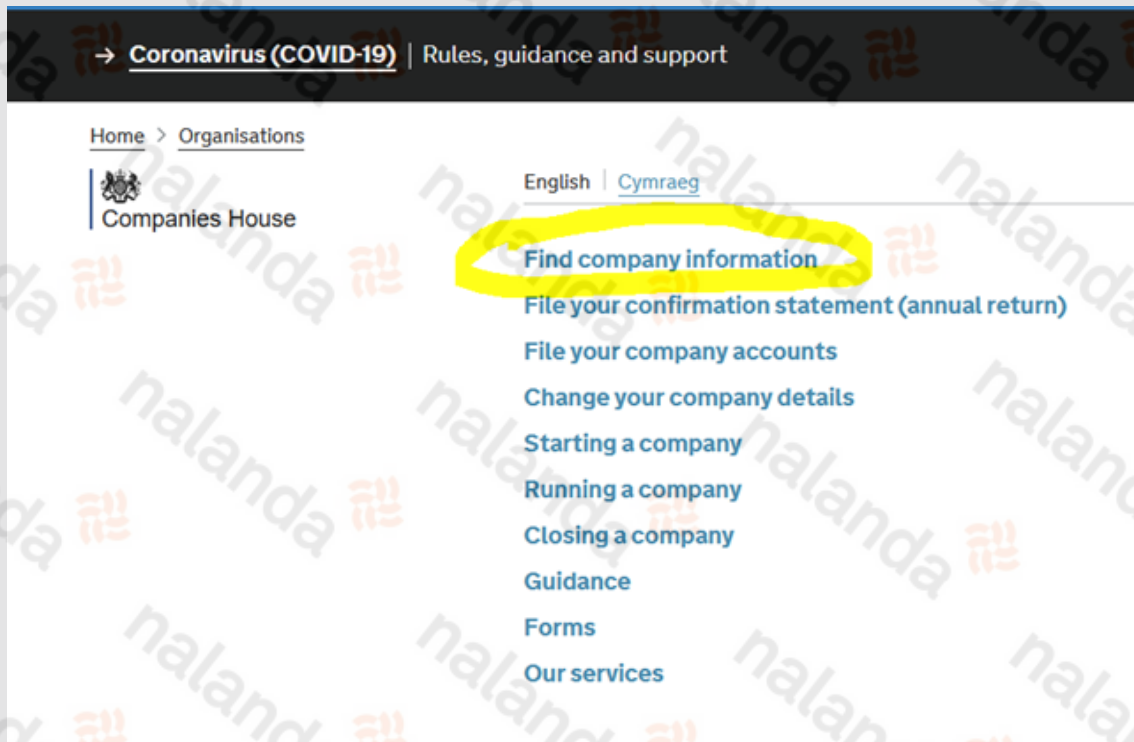 → Coronavirus (COVID-19) | Rules, guidance and support
Home > Organisations
Companies House
English | Cymraeg
Find company information
File your confirmation statement (annual return)
File your company accounts
Change your company details
Starting a company
Running a company
Closing a company
Guidance
Forms
Our services
nalanda